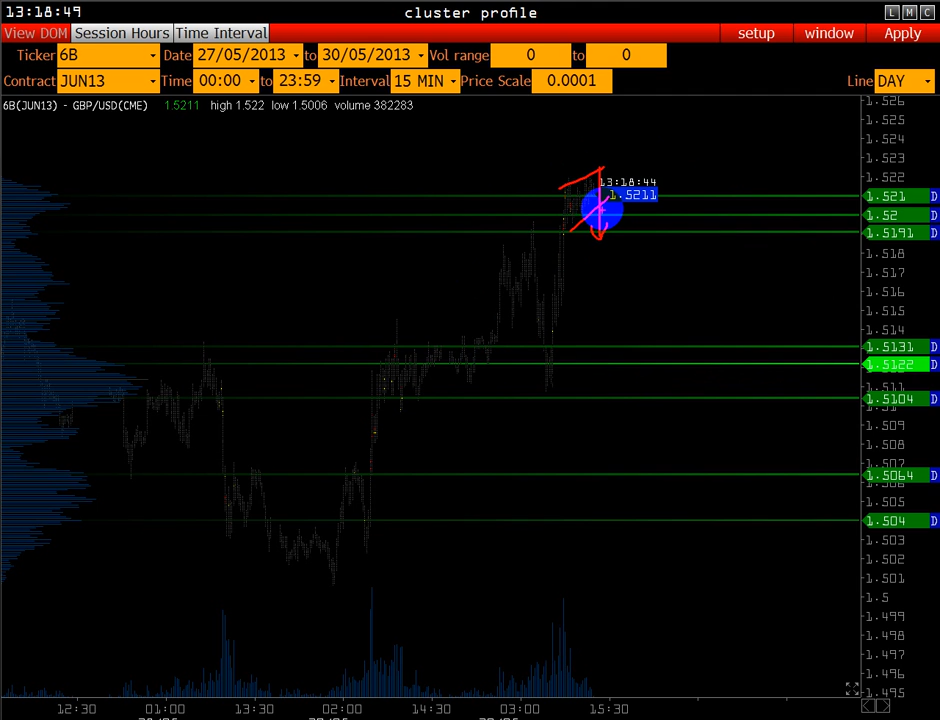 13:18:49 cluster profile L M C
View DOM Session Hours Time Interval setup window Apply
Ticker 6B Date 27/05/2013 to 30/05/2013 Vol range 0 to 0
Contract JUN13 Time 00:00 to 23:59 Interval 15 MIN Price Scale 0.0001 Line DAY
6B(JUN13) - GBP/USD(CME) 1.5211 high 1.522 low 1.5006 volume 382283
1.526
1.525
1.524
1.523
1.522
13:18:44
1.5211
1.521 D
1.52 D
1.5191 D
1.518
1.517
1.516
1.515
1.514
1.5131 D
1.5122 D
1.511
1.5104 D
1.509
1.508
1.5064 D
1.505
1.504 D
1.503
1.502
1.501
1.5
1.499
1.498
1.497
1.496
1.495
12:30 01:00 13:30 02:00 14:30 03:00 15:30